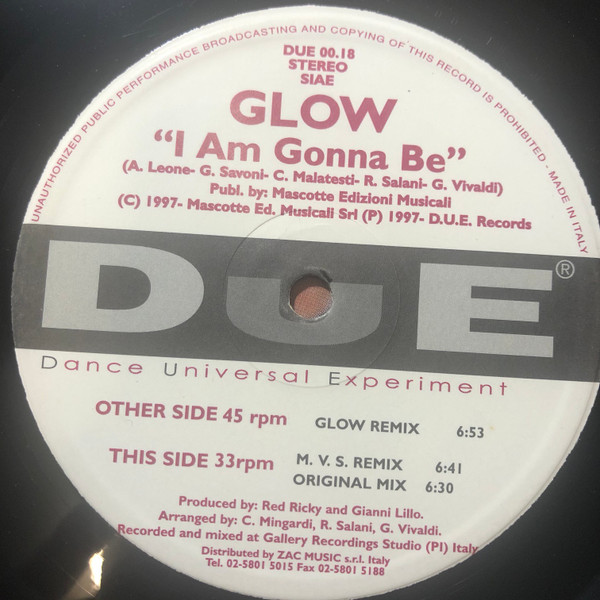 UNAUTHORIZED PUBLIC PERFORMANCE BROADCASTING AND COPYING OF THIS RECORD IS PROHIBITED - MADE IN ITALY
DUE 00.18
STEREO
SIAE
GLOW
“I Am Gonna Be”
(A. Leone- G. Savoni- C. Malatesti- R. Salani- G. Vivaldi)
Publ. by: Mascotte Edizioni Musicali
(C) 1997- Mascotte Ed. Musicali Srl (P) 1997- D.U.E. Records
DUE®
Dance Universal Experiment
OTHER SIDE 45 rpm GLOW REMIX 6:53
THIS SIDE 33rpm M. V. S. REMIX 6:41
ORIGINAL MIX 6:30
Produced by: Red Ricky and Gianni Lillo.
Arranged by: C. Mingardi, R. Salani, G. Vivaldi.
Recorded and mixed at Gallery Recordings Studio (PI) Italy
Distributed by ZAC MUSIC s.r.l. Italy
Tel. 02-5801 5015 Fax 02-5801 5188